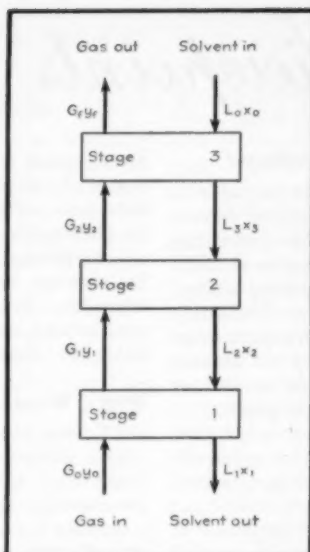 Gas out Solvent in
Gfyf L₀x₀
Stage 3
G₂y₂ L₃x₃
Stage 2
G₁y₁ L₂x₂
Stage 1
G₀y₀ L₁x₁
Gas in Solvent out